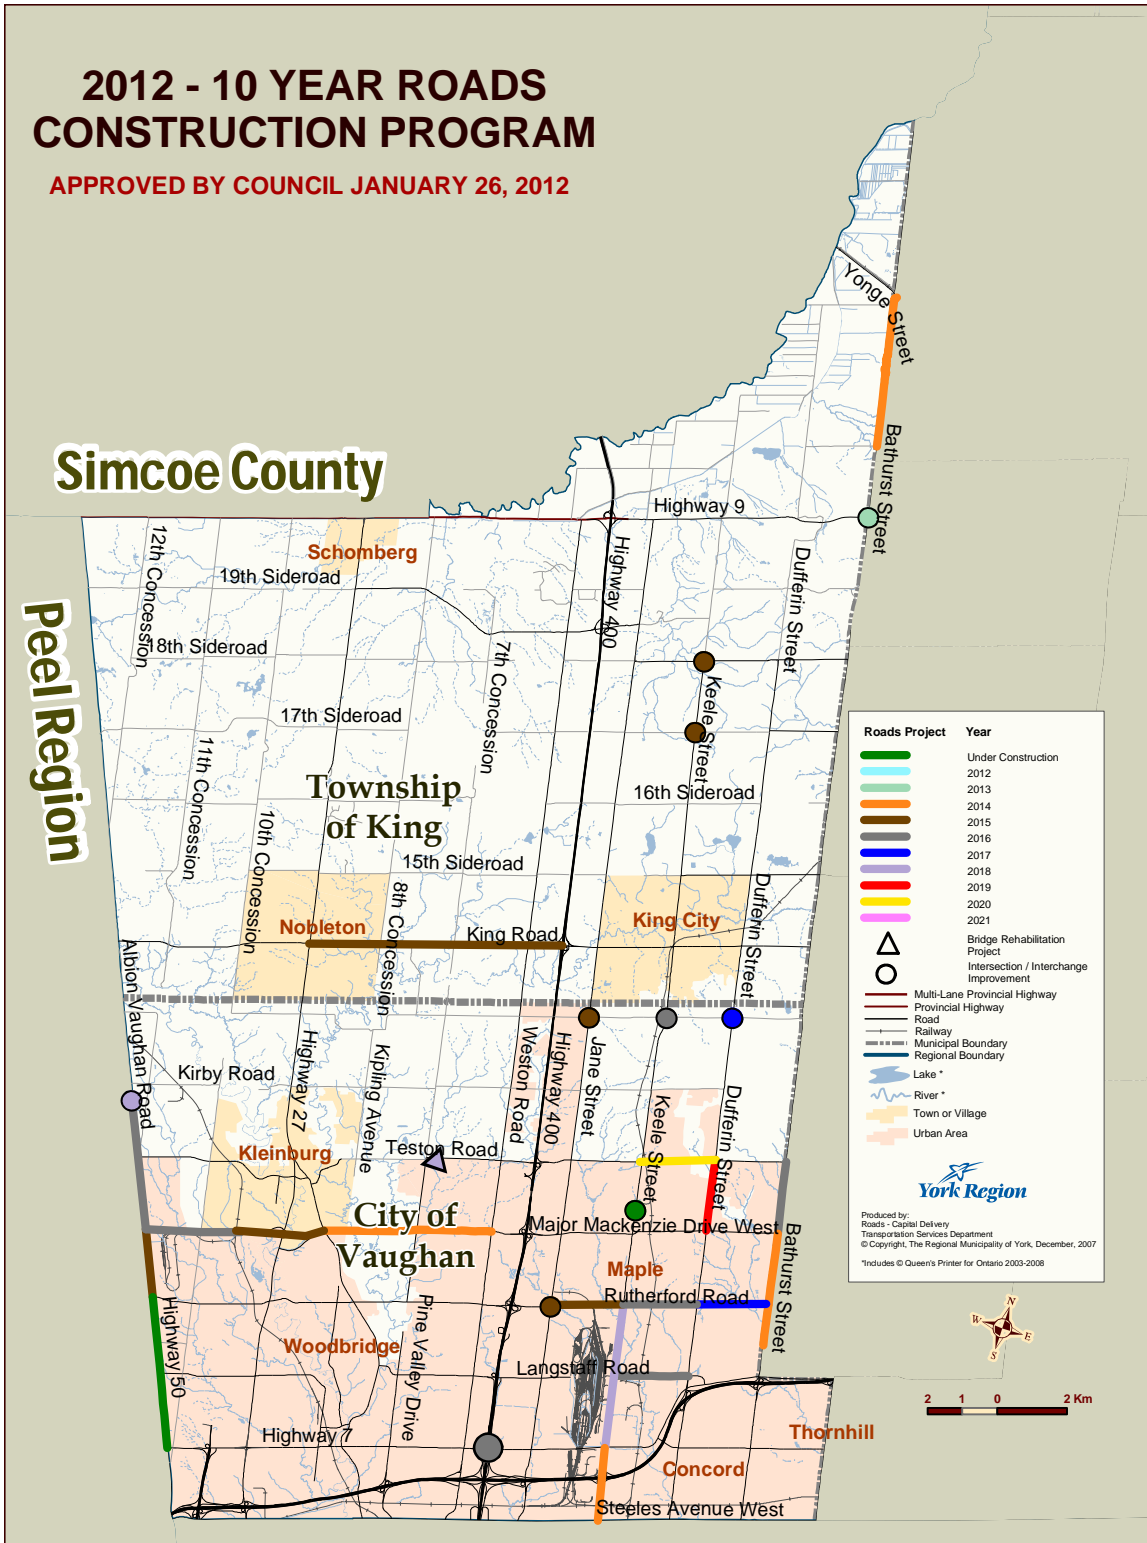 2012 - 10 YEAR ROADS
CONSTRUCTION PROGRAM
APPROVED BY COUNCIL JANUARY 26, 2012
Yonge Street
Bathurst Street
Simcoe County
Highway 9
12th Concession
Schomberg
19th Sideroad
Highway 400
Dufferin Street
Peel Region
18th Sideroad
7th Concession
Keele Street
17th Sideroad
11th Concession
Township
of King
16th Sideroad
10th Concession
15th Sideroad
8th Concession
Dufferin Street
Nobleton
King City
King Road
Albion Vaughan Road
Highway 27
Kipling Avenue
Weston Road
Highway 400
Jane Street
Kirby Road
Keele Street
Dufferin Street
Teston Road
Kleinburg
City of
Vaughan
Major Mackenzie Drive West
Bathurst Street
Maple
Rutherford Road
Highway 50
Pine Valley Drive
Woodbridge
Langstaff Road
Highway 7
Thornhill
Concord
Steeles Avenue West
Roads Project Year
Under Construction
2012
2013
2014
2015
2016
2017
2018
2019
2020
2021
Bridge Rehabilitation
Project
Intersection / Interchange
Improvement
Multi-Lane Provincial Highway
Provincial Highway
Road
Railway
Municipal Boundary
Regional Boundary
Lake *
River *
Town or Village
Urban Area
York Region
Produced by:
Roads - Capital Delivery
Transportation Services Department
© Copyright, The Regional Municipality of York, December, 2007
*Includes © Queen's Printer for Ontario 2003-2008
N
W
E
S
2 1 0 2 Km